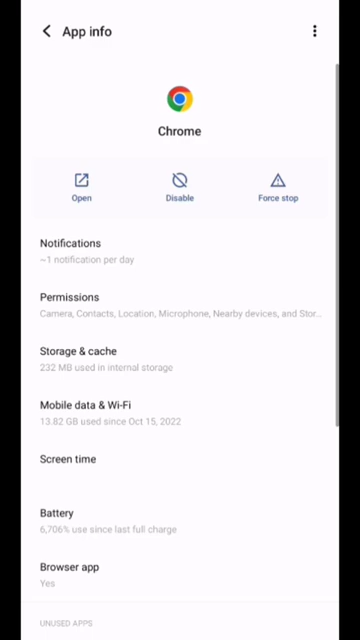 App info
Chrome
Open
Disable
Force stop
Notifications
~1 notification per day
Permissions
Camera, Contacts, Location, Microphone, Nearby devices, and Stor...
Storage & cache
232 MB used in internal storage
Mobile data & Wi-Fi
13.82 GB used since Oct 15, 2022
Screen time
Battery
6,706% use since last full charge
Browser app
Yes
UNUSED APPS